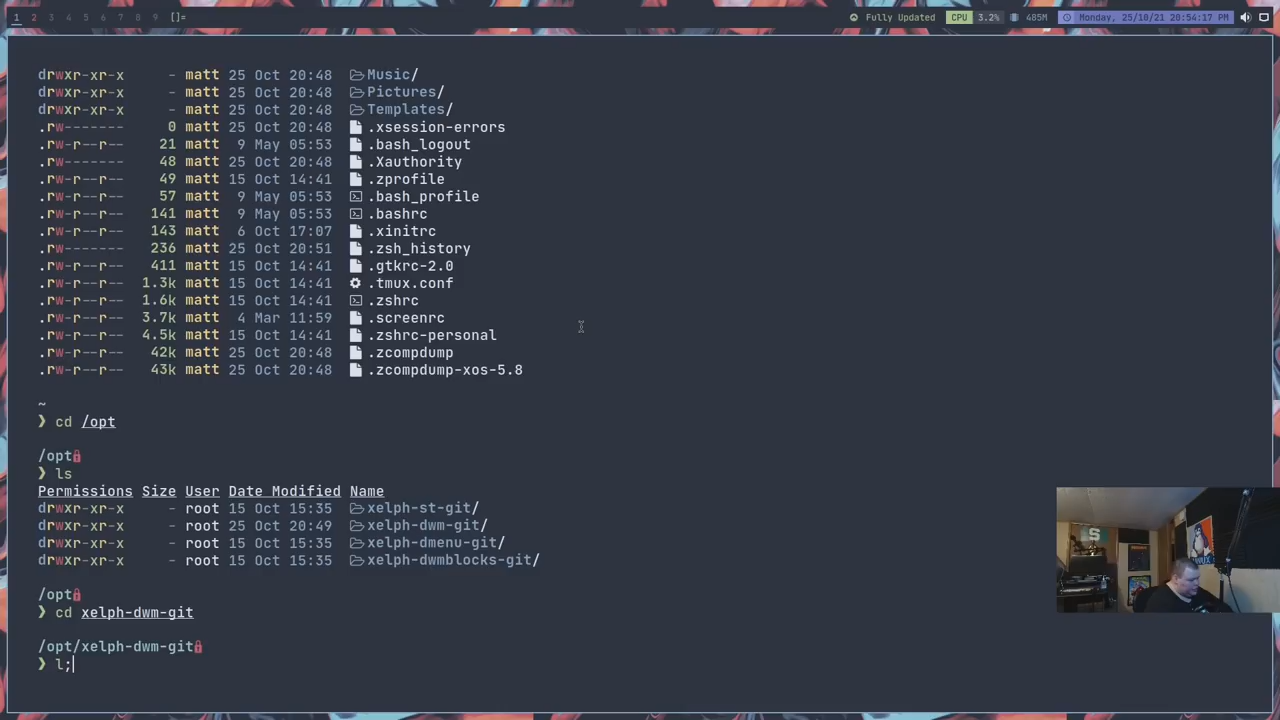 1 2 3 4 5 6 7 8 9 []= Fully Updated CPU 3.2% 485M Monday, 25/10/21 20:54:17 PM
drwxr-xr-x - matt 25 Oct 20:48 Music/
drwxr-xr-x - matt 25 Oct 20:48 Pictures/
drwxr-xr-x - matt 25 Oct 20:48 Templates/
.rw------- 0 matt 25 Oct 20:48 .xsession-errors
.rw-r--r-- 21 matt 9 May 05:53 .bash_logout
.rw------- 48 matt 25 Oct 20:48 .Xauthority
.rw-r--r-- 49 matt 15 Oct 14:41 .zprofile
.rw-r--r-- 57 matt 9 May 05:53 .bash_profile
.rw-r--r-- 141 matt 9 May 05:53 .bashrc
.rw-r--r-- 143 matt 6 Oct 17:07 .xinitrc
.rw------- 236 matt 25 Oct 20:51 .zsh_history
.rw-r--r-- 411 matt 15 Oct 14:41 .gtkrc-2.0
.rw-r--r-- 1.3k matt 15 Oct 14:41 .tmux.conf
.rw-r--r-- 1.6k matt 15 Oct 14:41 .zshrc
.rw-r--r-- 3.7k matt 4 Mar 11:59 .screenrc
.rw-r--r-- 4.5k matt 15 Oct 14:41 .zshrc-personal
.rw-r--r-- 42k matt 25 Oct 20:48 .zcompdump
.rw-r--r-- 43k matt 25 Oct 20:48 .zcompdump-xos-5.8
~
❯ cd /opt
/opt
❯ ls
Permissions Size User Date Modified Name
drwxr-xr-x - root 15 Oct 15:35 xelph-st-git/
drwxr-xr-x - root 25 Oct 20:49 xelph-dwm-git/
drwxr-xr-x - root 15 Oct 15:35 xelph-dmenu-git/
drwxr-xr-x - root 15 Oct 15:35 xelph-dwmblocks-git/
/opt
❯ cd xelph-dwm-git
/opt/xelph-dwm-git
❯ l;